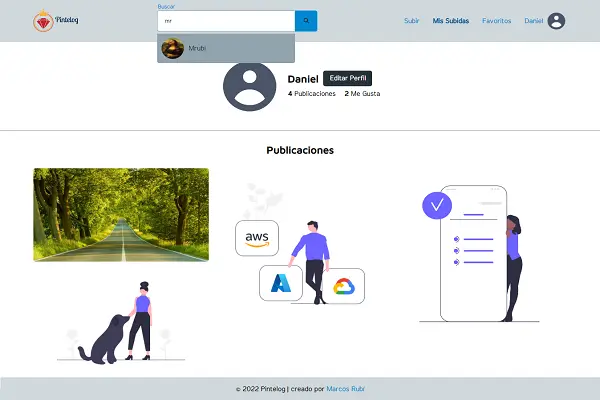 Buscar
Pintelog
mr
Subir Mis Subidas Favoritos Daniel
Mrubi
Daniel Editar Perfil
4 Publicaciones 2 Me Gusta
Publicaciones
aws
© 2022 Pintelog | creado por Marcos Rubí